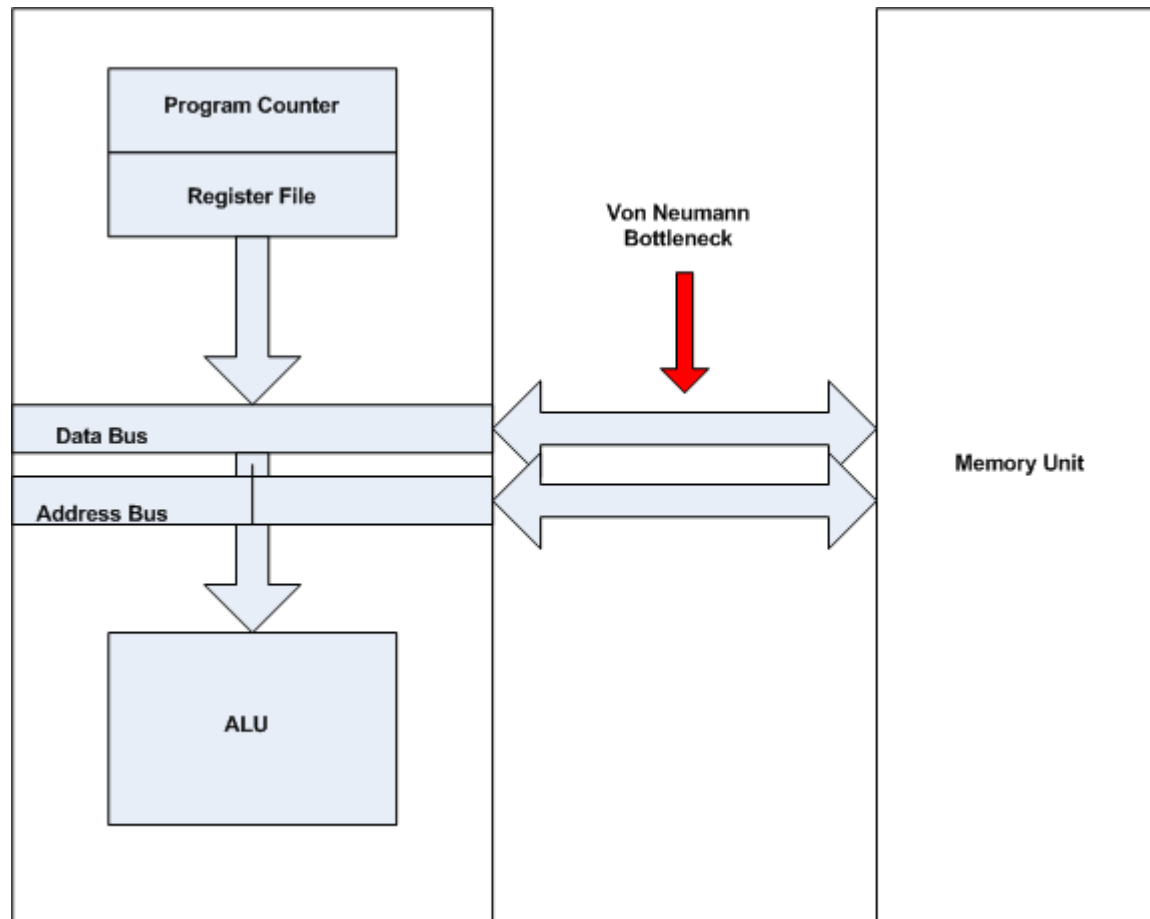 Program Counter
Register File
Von Neumann
Bottleneck
Data Bus
Address Bus
Memory Unit
ALU